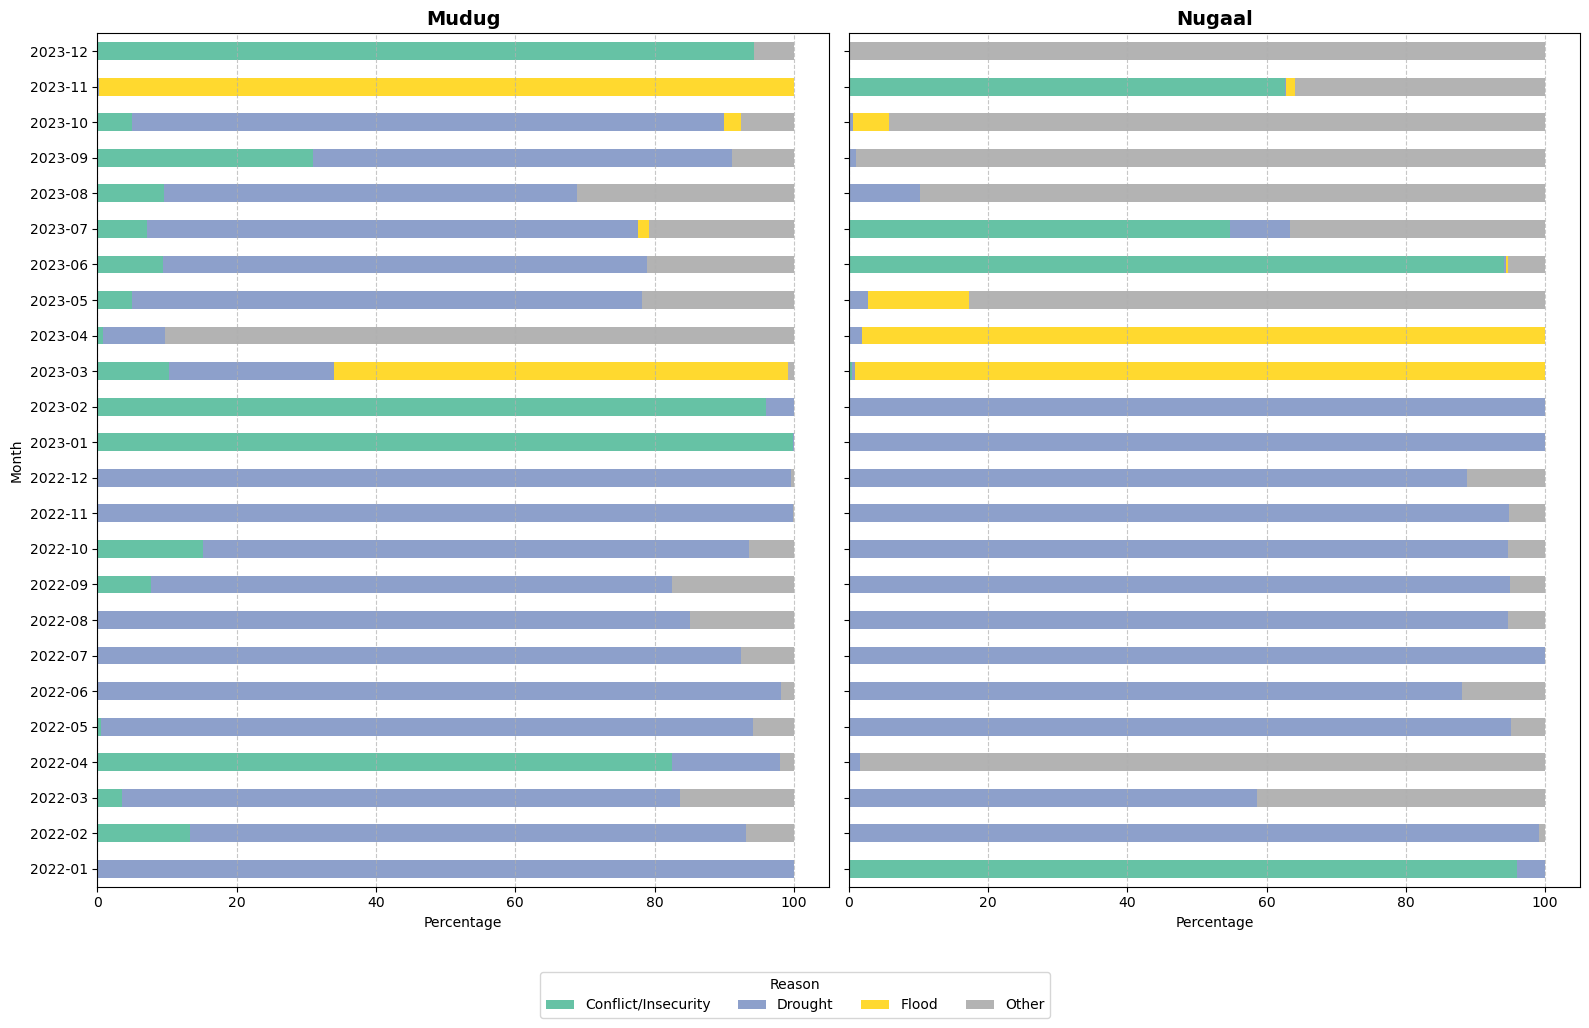 Mudug
Nugaal
2023-12
2023-11
2023-10
2023-09
2023-08
2023-07
2023-06
2023-05
2023-04
2023-03
2023-02
2023-01
2022-12
2022-11
2022-10
2022-09
2022-08
2022-07
2022-06
2022-05
2022-04
2022-03
2022-02
2022-01
Month
0 20 40 60 80 100
0 20 40 60 80 100
Percentage
Percentage
Reason
Conflict/Insecurity Drought Flood Other